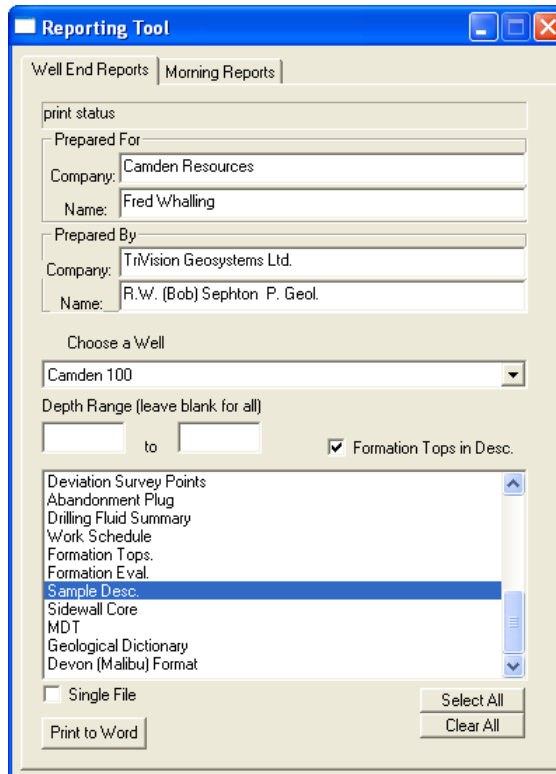 Reporting Tool
Well End Reports Morning Reports
print status
Prepared For
Company: Camden Resources
Name: Fred Whalling
Prepared By
Company: TriVision Geosystems Ltd.
Name: R.W. (Bob) Sephton P. Geol.
Choose a Well
Camden 100
Depth Range (leave blank for all)
to Formation Tops in Desc.
Deviation Survey Points
Abandonment Plug
Drilling Fluid Summary
Work Schedule
Formation Tops.
Formation Eval.
Sample Desc.
Sidewall Core
MDT
Geological Dictionary
Devon (Malibu) Format
Single File Select All
Print to Word Clear All